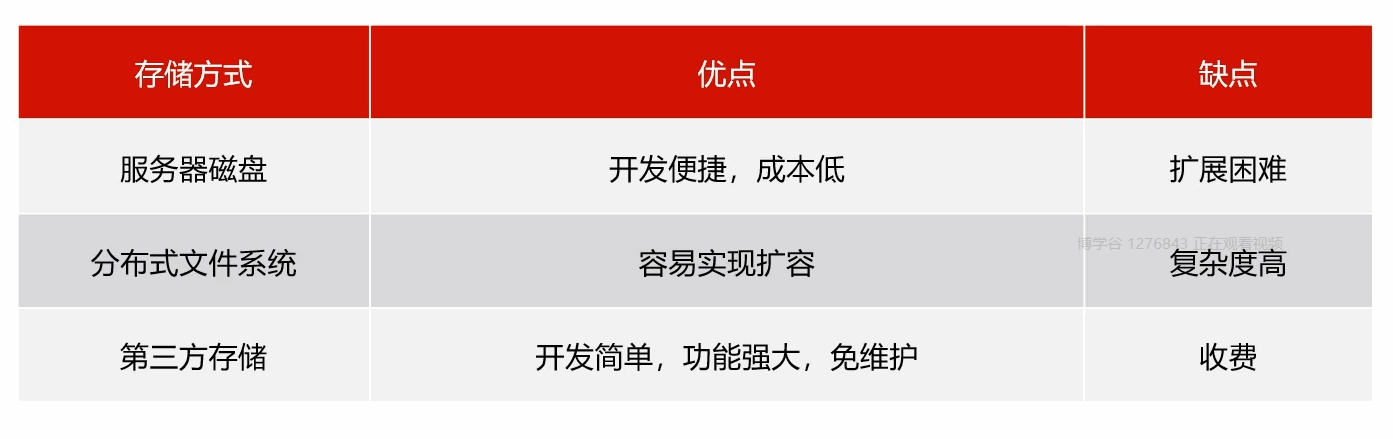 存储方式 优点 缺点
服务器磁盘 开发便捷，成本低 扩展困难
博学谷 1276843 正在观看视频
分布式文件系统 容易实现扩容 复杂度高
第三方存储 开发简单，功能强大，免维护 收费